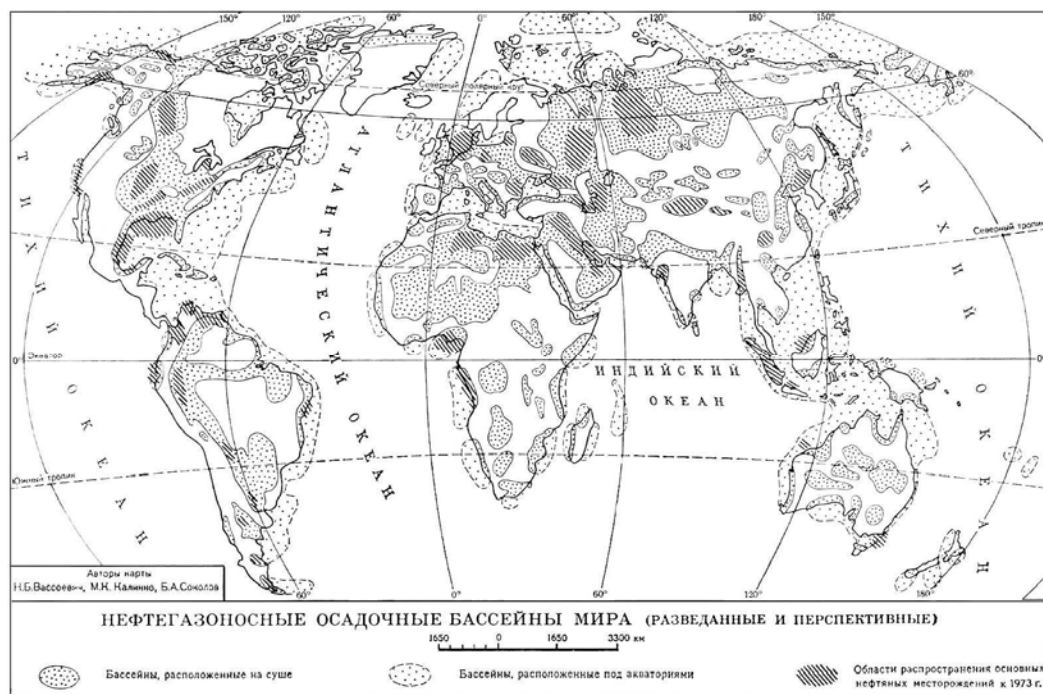 150° 120° 60° 0° 60° 120° 150°
Северный полярный круг
60°
ТИХИЙ ОКЕАН
АТЛАНТИЧЕСКИЙ ОКЕАН
ТИХИЙ ОКЕАН
Северный тропик
0° Экватор
0°
ИНДИЙСКИЙ
ОКЕАН
Южный тропик
60° 0° 60° 120° 180°
Авторы карты
Н.Б.Вассоевич, М.К. Калинко, Б.А.Соколов
НЕФТЕГАЗОНОСНЫЕ ОСАДОЧНЫЕ БАССЕЙНЫ МИРА (РАЗВЕДАННЫЕ И ПЕРСПЕКТИВНЫЕ)
1650 0 1650 3300 км
Бассейны, расположенные на суше
Бассейны, расположенные под акваториями
Области распространения основных
нефтяных месторождений к 1973 г.